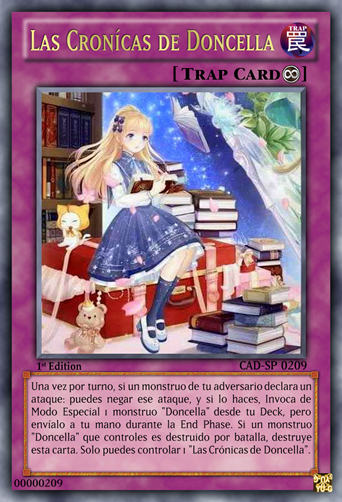 LAS CRONÍCAS DE DONCELLA
TRAP
罠
[TRAP CARD∞]
1st Edition
CAD-SP 0209
Una vez por turno, si un monstruo de tu adversario declara un
ataque: puedes negar ese ataque, y si lo haces, Invoca de
Modo Especial 1 monstruo "Doncella" desde tu Deck, pero
envíalo a tu mano durante la End Phase. Si un monstruo
"Doncella" que controles es destruido por batalla, destruye
esta carta. Solo puedes controlar 1 "Las Crónicas de Doncella".
00000209